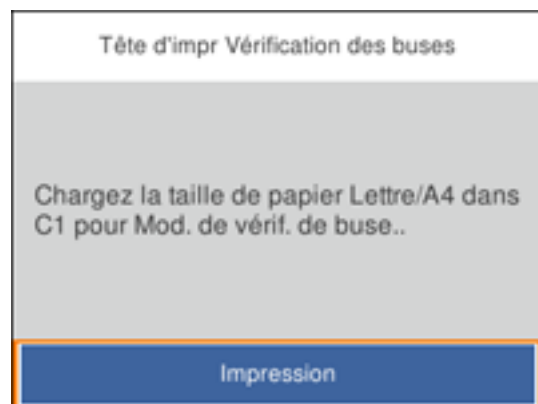 Tête d'impr Vérification des buses
Chargez la taille de papier Lettre/A4 dans
C1 pour Mod. de vérif. de buse..
Impression